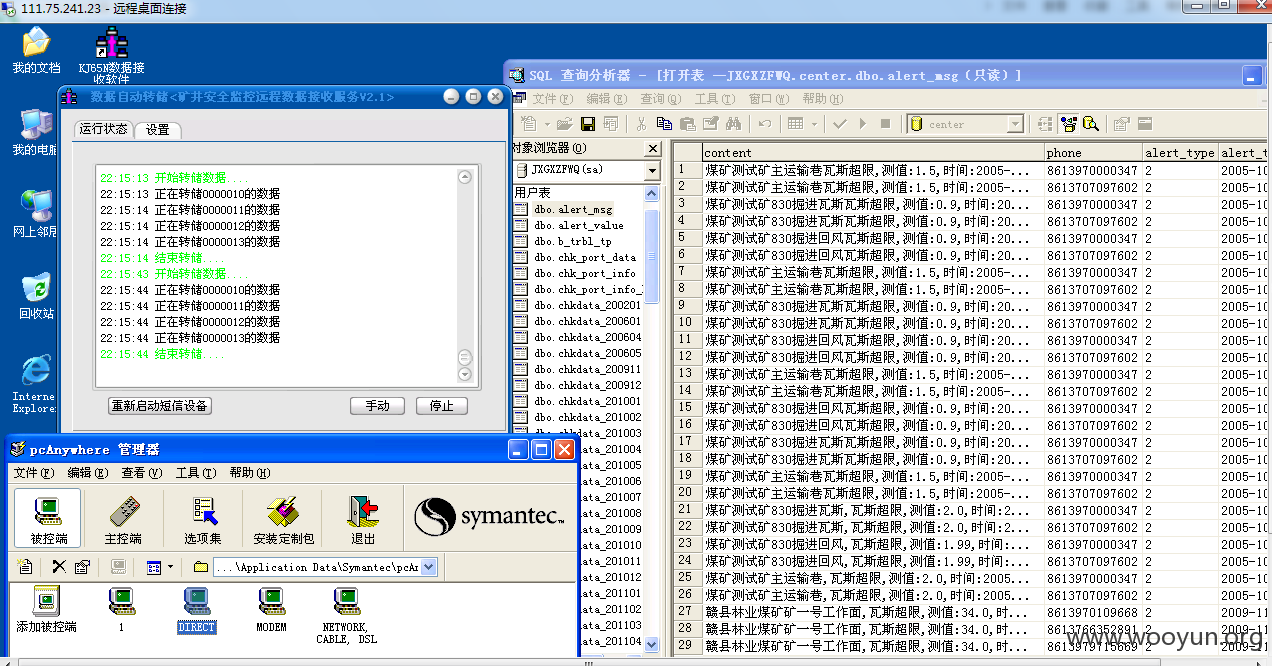 111.75.241.23 - 远程桌面连接
我的文档
KJ65N数据接
收软件
我的电脑
网上邻居
回收站
Interne
Explore
数据自动转储<矿井安全监控远程数据接收服务V2.1>
运行状态 设置
22:15:13 开始转储数据....
22:15:13 正在转储0000010的数据
22:15:14 正在转储0000011的数据
22:15:14 正在转储0000012的数据
22:15:14 正在转储0000013的数据
22:15:14 结束转储....
22:15:43 开始转储数据....
22:15:44 正在转储0000010的数据
22:15:44 正在转储0000011的数据
22:15:44 正在转储0000012的数据
22:15:44 正在转储0000013的数据
22:15:44 结束转储....
重新启动短信设备 手动 停止
SQL 查询分析器 - [打开表 —JXGXZFWQ.center.dbo.alert_msg（只读）]
文件(F) 编辑(E) 查询(Q) 工具(T) 窗口(W) 帮助(H)
center
对象浏览器(O)
JXGXZFWQ(sa)
用户表
dbo.alert_msg
dbo.alert_value
dbo.b_trbl_tp
dbo.chk_port_data
dbo.chk_port_info
dbo.chk_port_info_
dbo.chkdata_200201
dbo.chkdata_200601
dbo.chkdata_200604
dbo.chkdata_200605
dbo.chkdata_200911
dbo.chkdata_200912
dbo.chkdata_201001
dbo.chkdata_201002
dbo.chkdata_201003
ata_201004
ata_201005
ata_201006
ata_201007
ata_201008
ata_201009
ata_201010
ata_201011
ata_201012
ata_201101
ata_201102
ata_201103
ata_201104
content phone alert_type alert_t
1 煤矿测试矿主运输巷瓦斯超限,测值:1.5,时间:2005-... 8613970000347 2 2005-10
2 煤矿测试矿主运输巷瓦斯超限,测值:1.5,时间:2005-... 8613707097602 2 2005-10
3 煤矿测试矿830掘进瓦斯瓦斯超限,测值:0.9,时间:20... 8613970000347 2 2005-10
4 煤矿测试矿830掘进瓦斯瓦斯超限,测值:0.9,时间:20... 8613707097602 2 2005-10
5 煤矿测试矿830掘进回风瓦斯超限,测值:0.9,时间:20... 8613970000347 2 2005-10
6 煤矿测试矿830掘进回风瓦斯超限,测值:0.9,时间:20... 8613707097602 2 2005-10
7 煤矿测试矿主运输巷瓦斯超限,测值:1.5,时间:2005-... 8613970000347 2 2005-10
8 煤矿测试矿主运输巷瓦斯超限,测值:1.5,时间:2005-... 8613707097602 2 2005-10
9 煤矿测试矿830掘进瓦斯瓦斯超限,测值:0.9,时间:20... 8613970000347 2 2005-10
10 煤矿测试矿830掘进瓦斯瓦斯超限,测值:0.9,时间:20... 8613707097602 2 2005-10
11 煤矿测试矿830掘进回风瓦斯超限,测值:0.9,时间:20... 8613970000347 2 2005-10
12 煤矿测试矿830掘进回风瓦斯超限,测值:0.9,时间:20... 8613707097602 2 2005-10
13 煤矿测试矿主运输巷瓦斯超限,测值:1.5,时间:2005-... 8613970000347 2 2005-10
14 煤矿测试矿主运输巷瓦斯超限,测值:1.5,时间:2005-... 8613707097602 2 2005-10
15 煤矿测试矿830掘进瓦斯瓦斯超限,测值:0.9,时间:20... 8613970000347 2 2005-10
16 煤矿测试矿830掘进瓦斯瓦斯超限,测值:0.9,时间:20... 8613707097602 2 2005-10
17 煤矿测试矿830掘进回风瓦斯超限,测值:0.9,时间:20... 8613970000347 2 2005-10
18 煤矿测试矿830掘进回风瓦斯超限,测值:0.9,时间:20... 8613707097602 2 2005-10
19 煤矿测试矿主运输巷瓦斯超限,测值:1.5,时间:2005-... 8613970000347 2 2005-10
20 煤矿测试矿主运输巷瓦斯超限,测值:1.5,时间:2005-... 8613707097602 2 2005-10
21 煤矿测试矿830掘进瓦斯,瓦斯超限,测值:2.0,时间:2... 8613970000347 2 2005-10
22 煤矿测试矿830掘进瓦斯,瓦斯超限,测值:2.0,时间:2... 8613707097602 2 2005-10
23 煤矿测试矿830掘进回风,瓦斯超限,测值:1.99,时间:... 8613970000347 2 2005-10
24 煤矿测试矿830掘进回风,瓦斯超限,测值:1.99,时间:... 8613707097602 2 2005-10
25 煤矿测试矿主运输巷,瓦斯超限,测值:2.0,时间:2005... 8613970000347 2 2005-10
26 煤矿测试矿主运输巷,瓦斯超限,测值:2.0,时间:2005... 8613707097602 2 2005-10
27 赣县林业煤矿矿一号工作面,瓦斯超限,测值:34.0,时... 8613970109668 2 2009-11
28 赣县林业煤矿矿一号工作面,瓦斯超限,测值:34.0,时... 8613766352891
29 赣县林业煤矿矿一号工作面,瓦斯超限,测值:34.0,时... 8613979115669 2 2009-11
pcAnywhere 管理器
文件(F) 编辑(E) 查看(V) 工具(T) 帮助(H)
被控端 主控端 选项集 安装定制包 退出 symantec™
...\Application Data\Symantec\pcAr
添加被控端 1 DIRECT MODEM NETWORK,
CABLE, DSL
www.wooyun.org